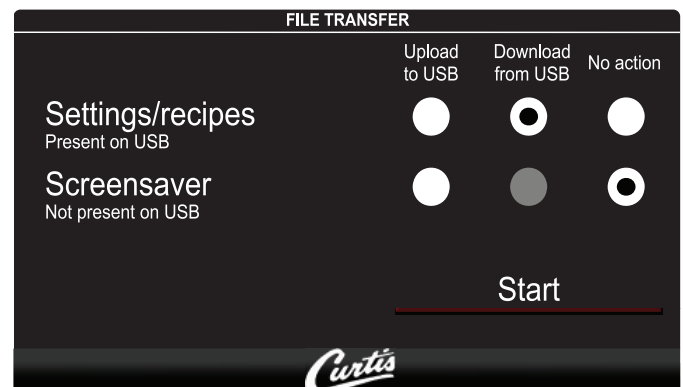 FILE TRANSFER
Upload
to USB
Download
from USB
No action
Settings/recipes
Present on USB
Screensaver
Not present on USB
Start
Curtis